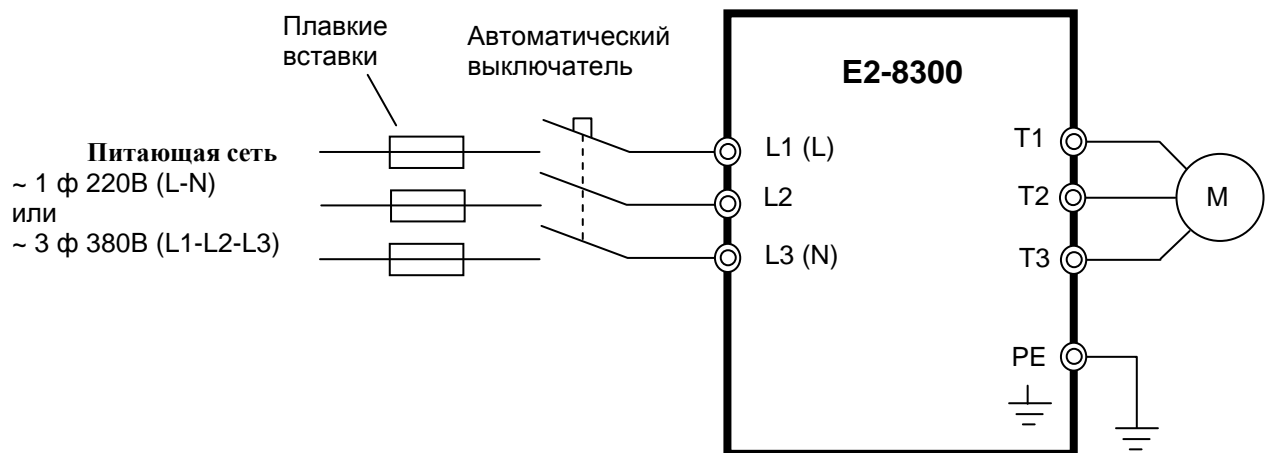 Плавкие
вставки
Автоматический
выключатель
E2-8300
Питающая сеть
~ 1 ф 220В (L-N)
или
~ 3 ф 380В (L1-L2-L3)
L1 (L)
L2
L3 (N)
T1
T2
T3
M
PE